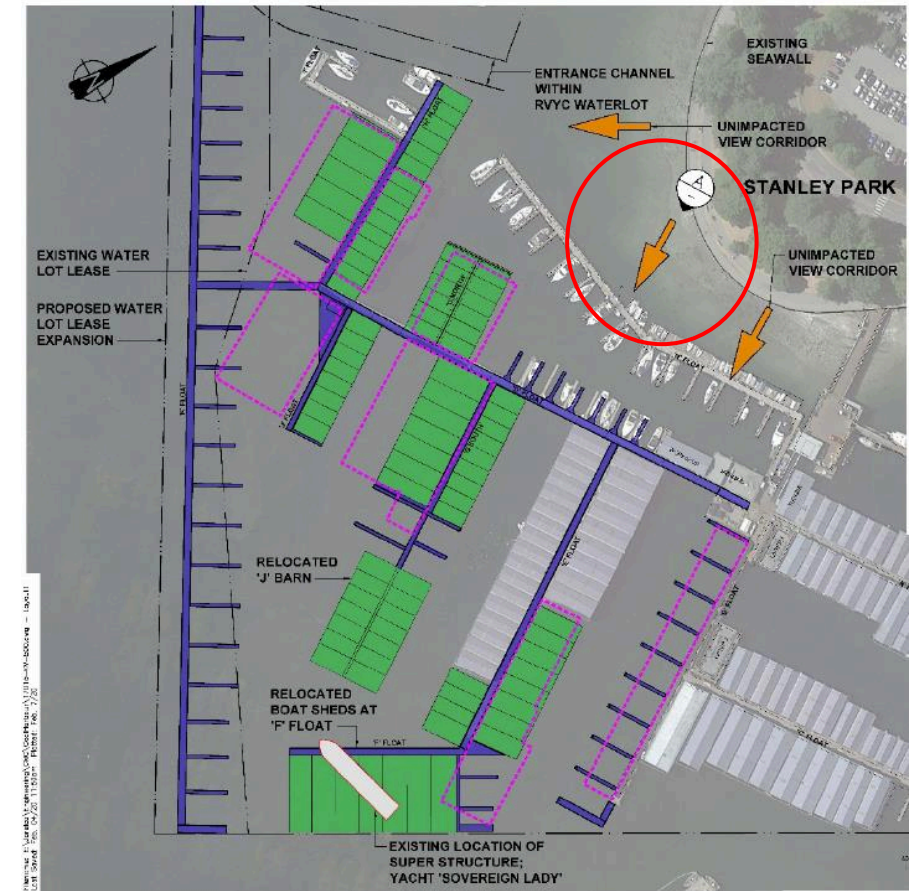 EXISTING
SEAWALL
ENTRANCE CHANNEL
WITHIN
RVYC WATERLOT
UNIMPACTED
VIEW CORRIDOR
A
STANLEY PARK
UNIMPACTED
VIEW CORRIDOR
EXISTING WATER
LOT LEASE
PROPOSED WATER
LOT LEASE
EXPANSION
RELOCATED
'J' BARN
'E' FLOAT
RELOCATED
BOAT SHEDS AT
'F' FLOAT
'F' FLOAT
EXISTING LOCATION OF
SUPER STRUCTURE;
YACHT 'SOVEREIGN LADY'